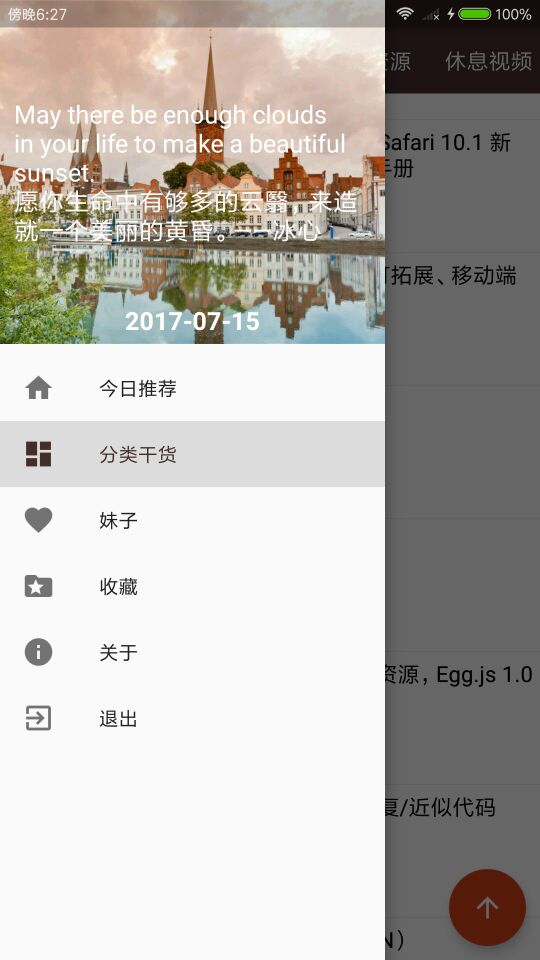 傍晚6:27
100%
资源 休息视频
May there be enough clouds
in your life to make a beautiful
sunset.
愿你生命中有够多的云翳，来造
就一个美丽的黄昏。——冰心
2017-07-15
今日推荐
分类干货
妹子
收藏
关于
退出
Safari 10.1 新
手册
拓展、移动端
资源，Egg.js 1.0
复/近似代码
N）